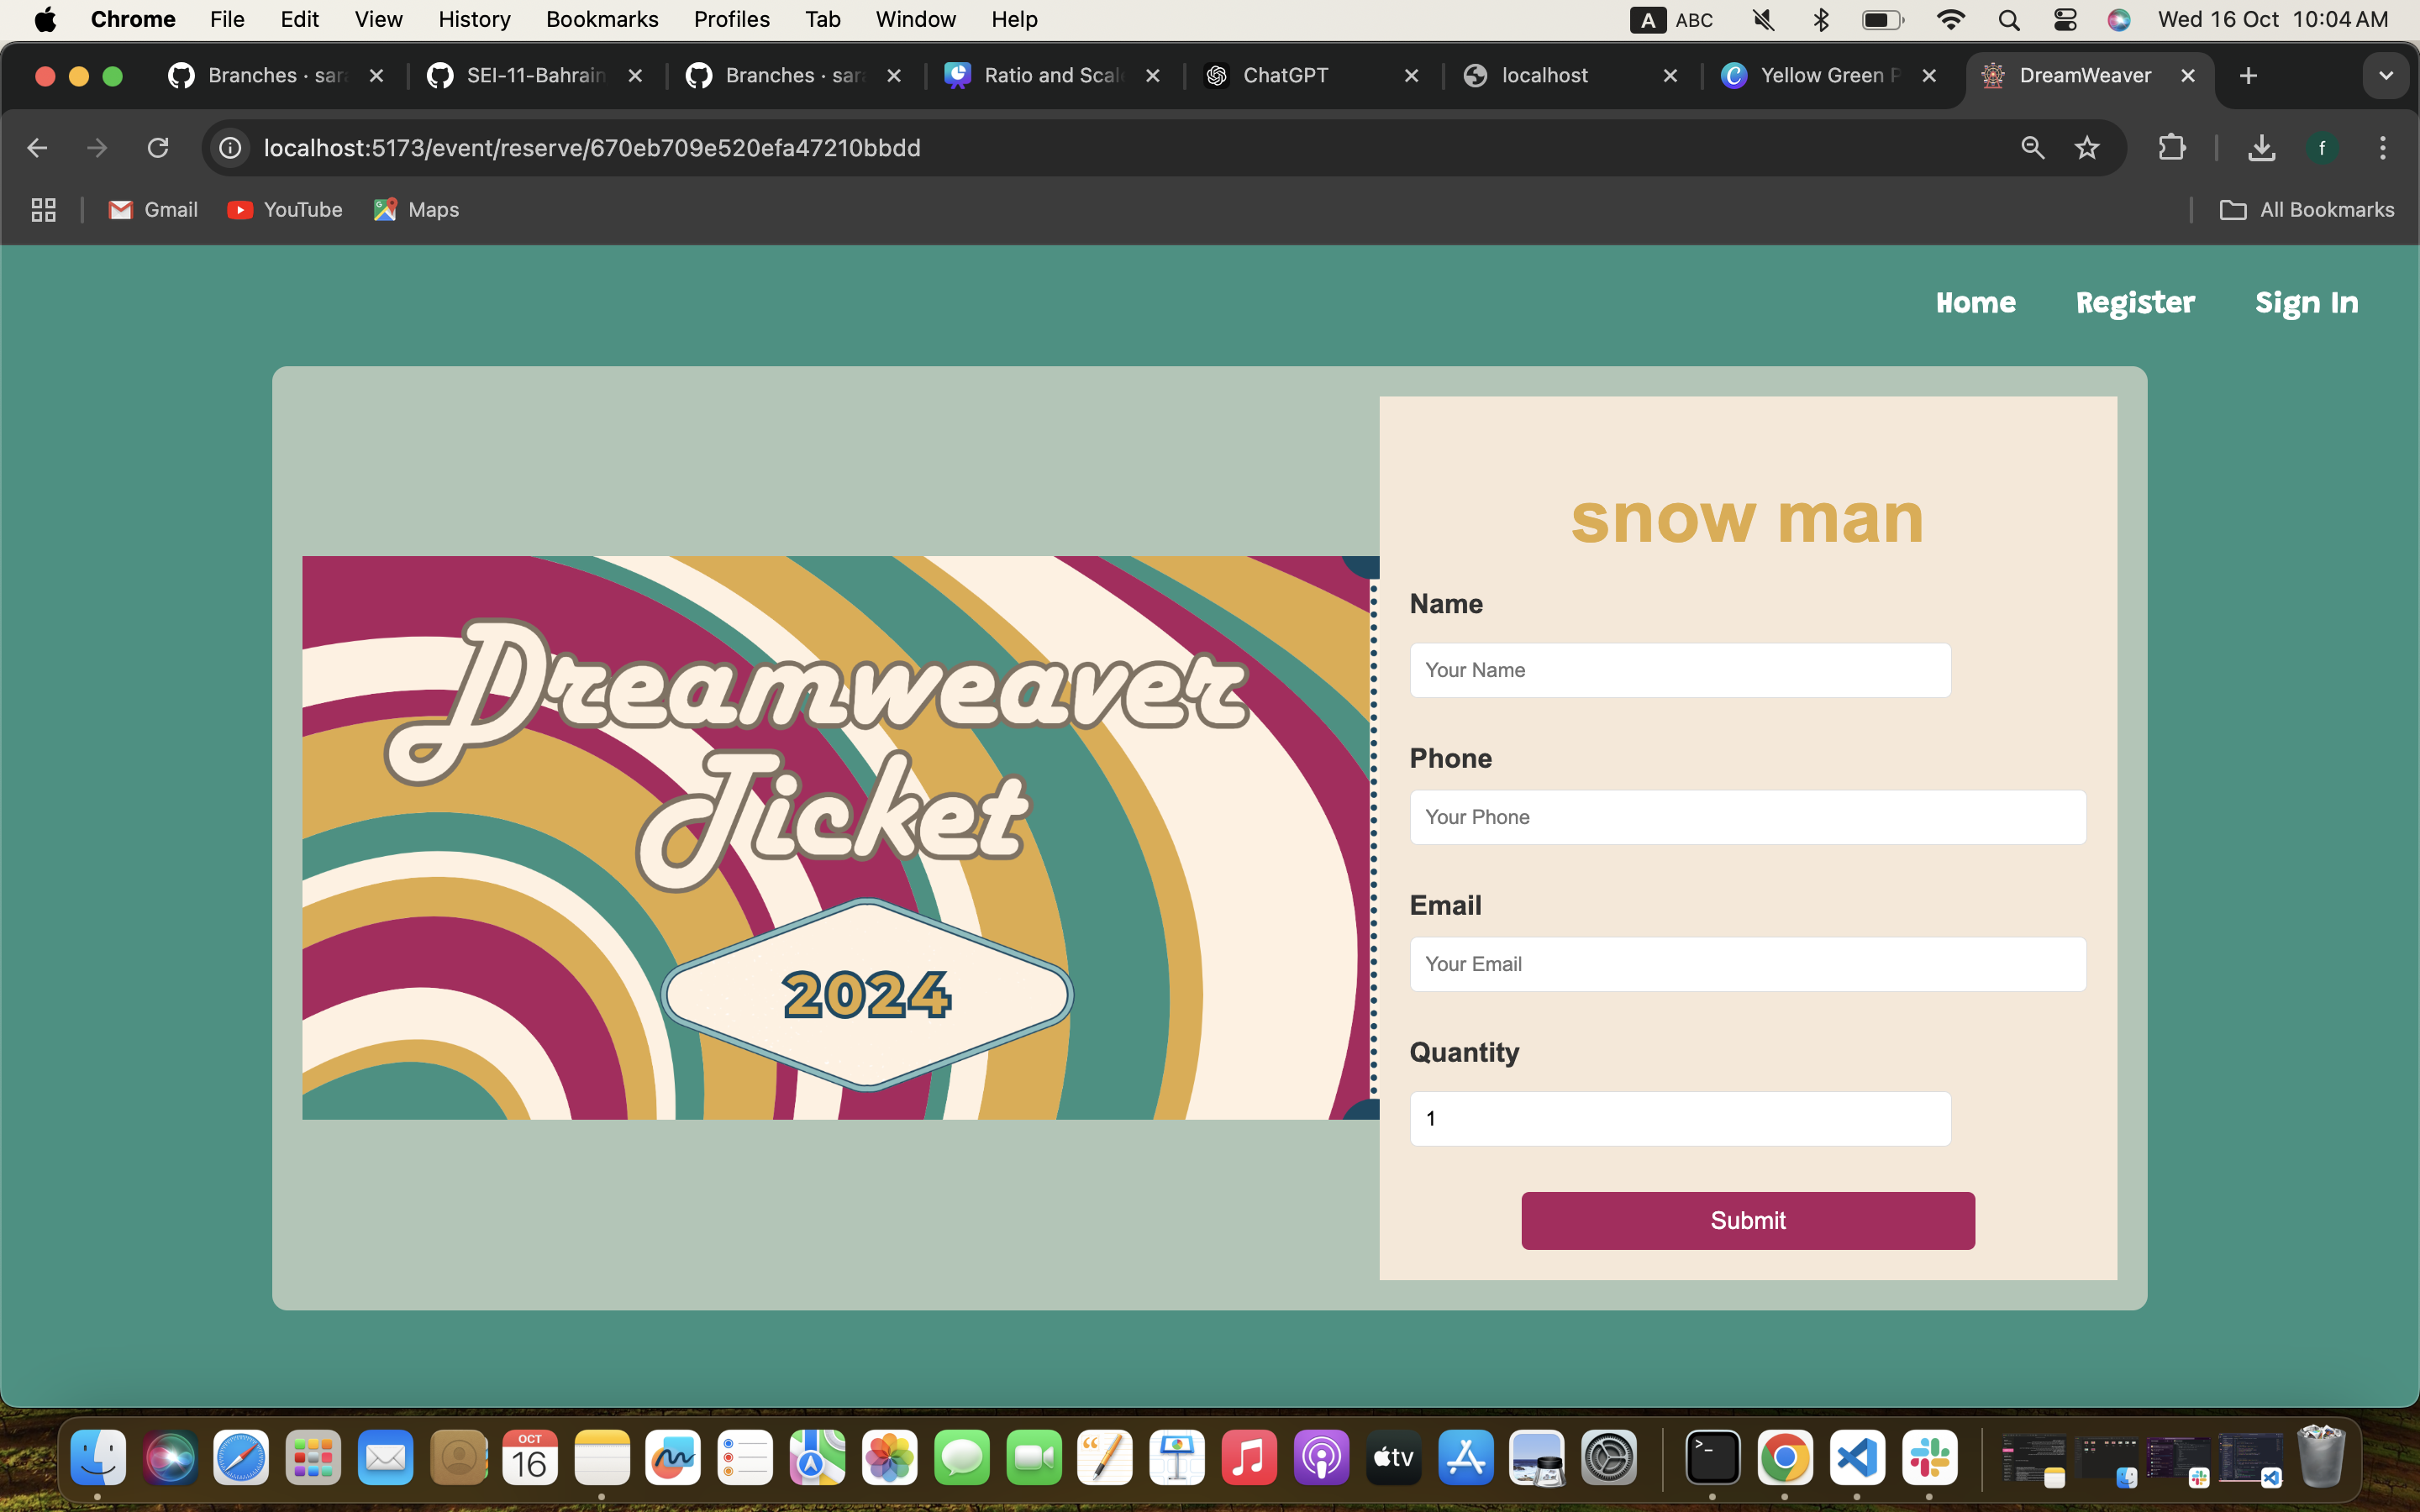 Chrome File Edit View History Bookmarks Profiles Tab Window Help A ABC Wed 16 Oct 10:04 AM
Branches · sar SEI-11-Bahrain Branches · sar Ratio and Scal ChatGPT localhost Yellow Green P DreamWeaver
localhost:5173/event/reserve/670eb709e520efa47210bbdd f
Gmail YouTube Maps All Bookmarks
Home Register Sign In
snow man
Dreamweaver
Ticket
2024
Name
Your Name
Phone
Your Phone
Email
Your Email
Quantity
1
Submit
OCT
16
tv